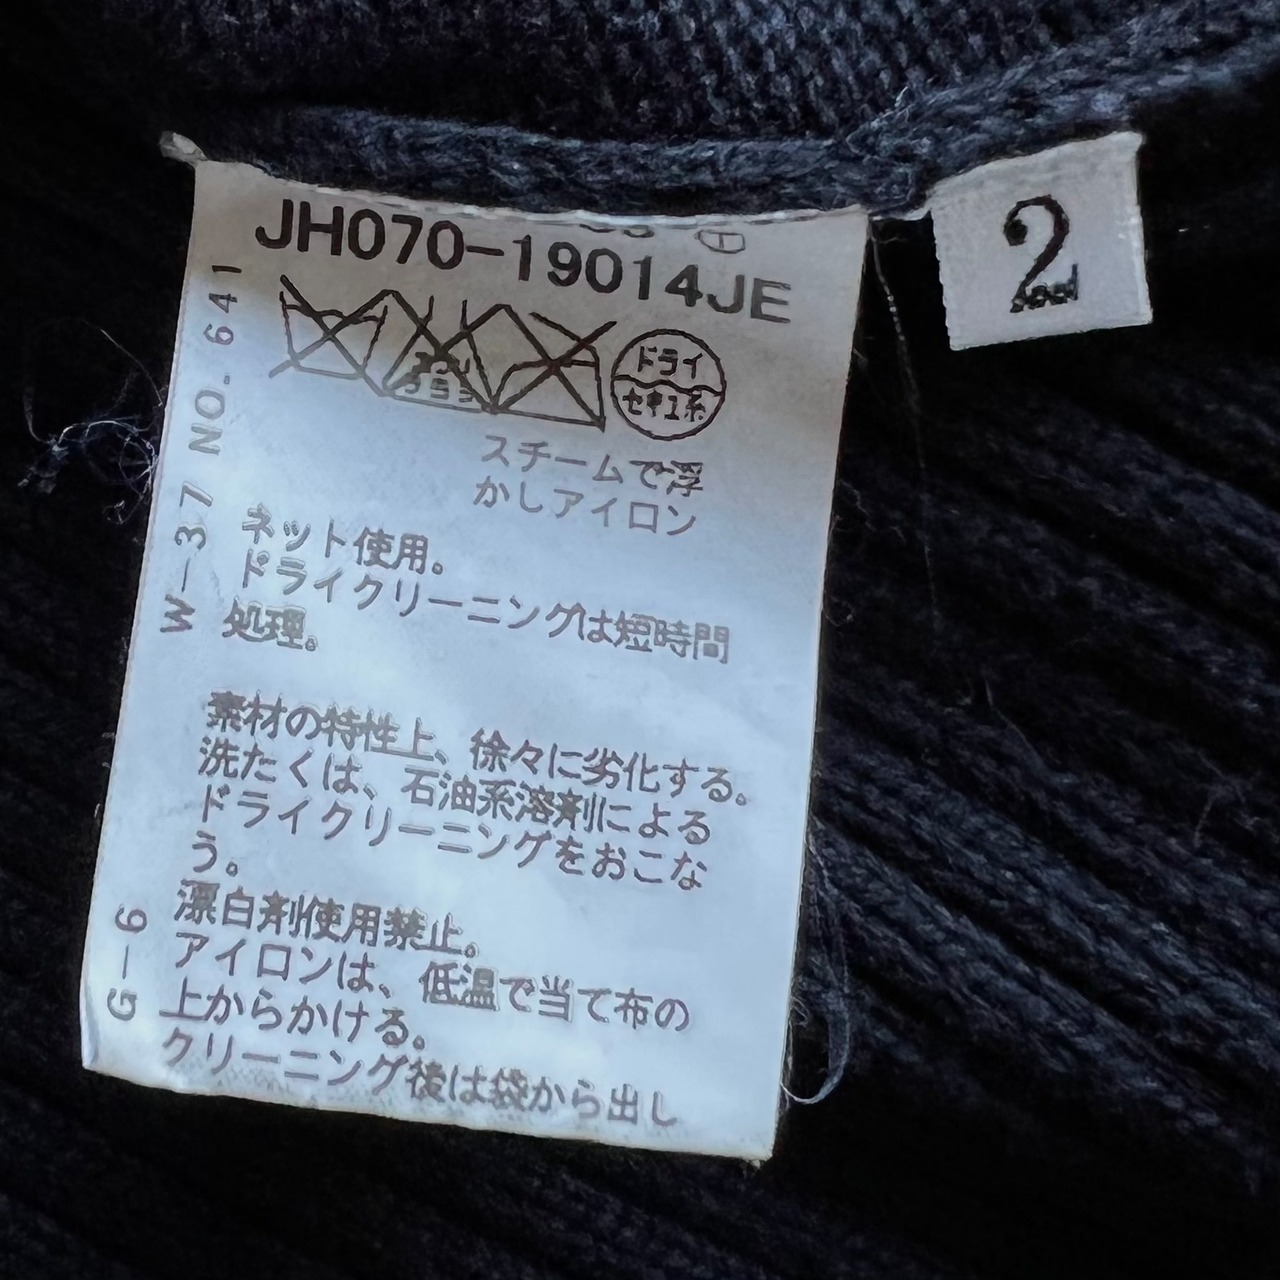 JH070-19014JE
2
ドライ
セキユ系
スチームで浮
かしアイロン
ネット使用。
ドライクリーニングは短時間
処理。
素材の特性上、徐々に劣化する。
洗たくは、石油系溶剤による
ドライクリーニングをおこな
う。
漂白剤使用禁止。
アイロンは、低温で当て布の
上からかける。
クリーニング後は袋から出し
W-37 NO.641
G-6